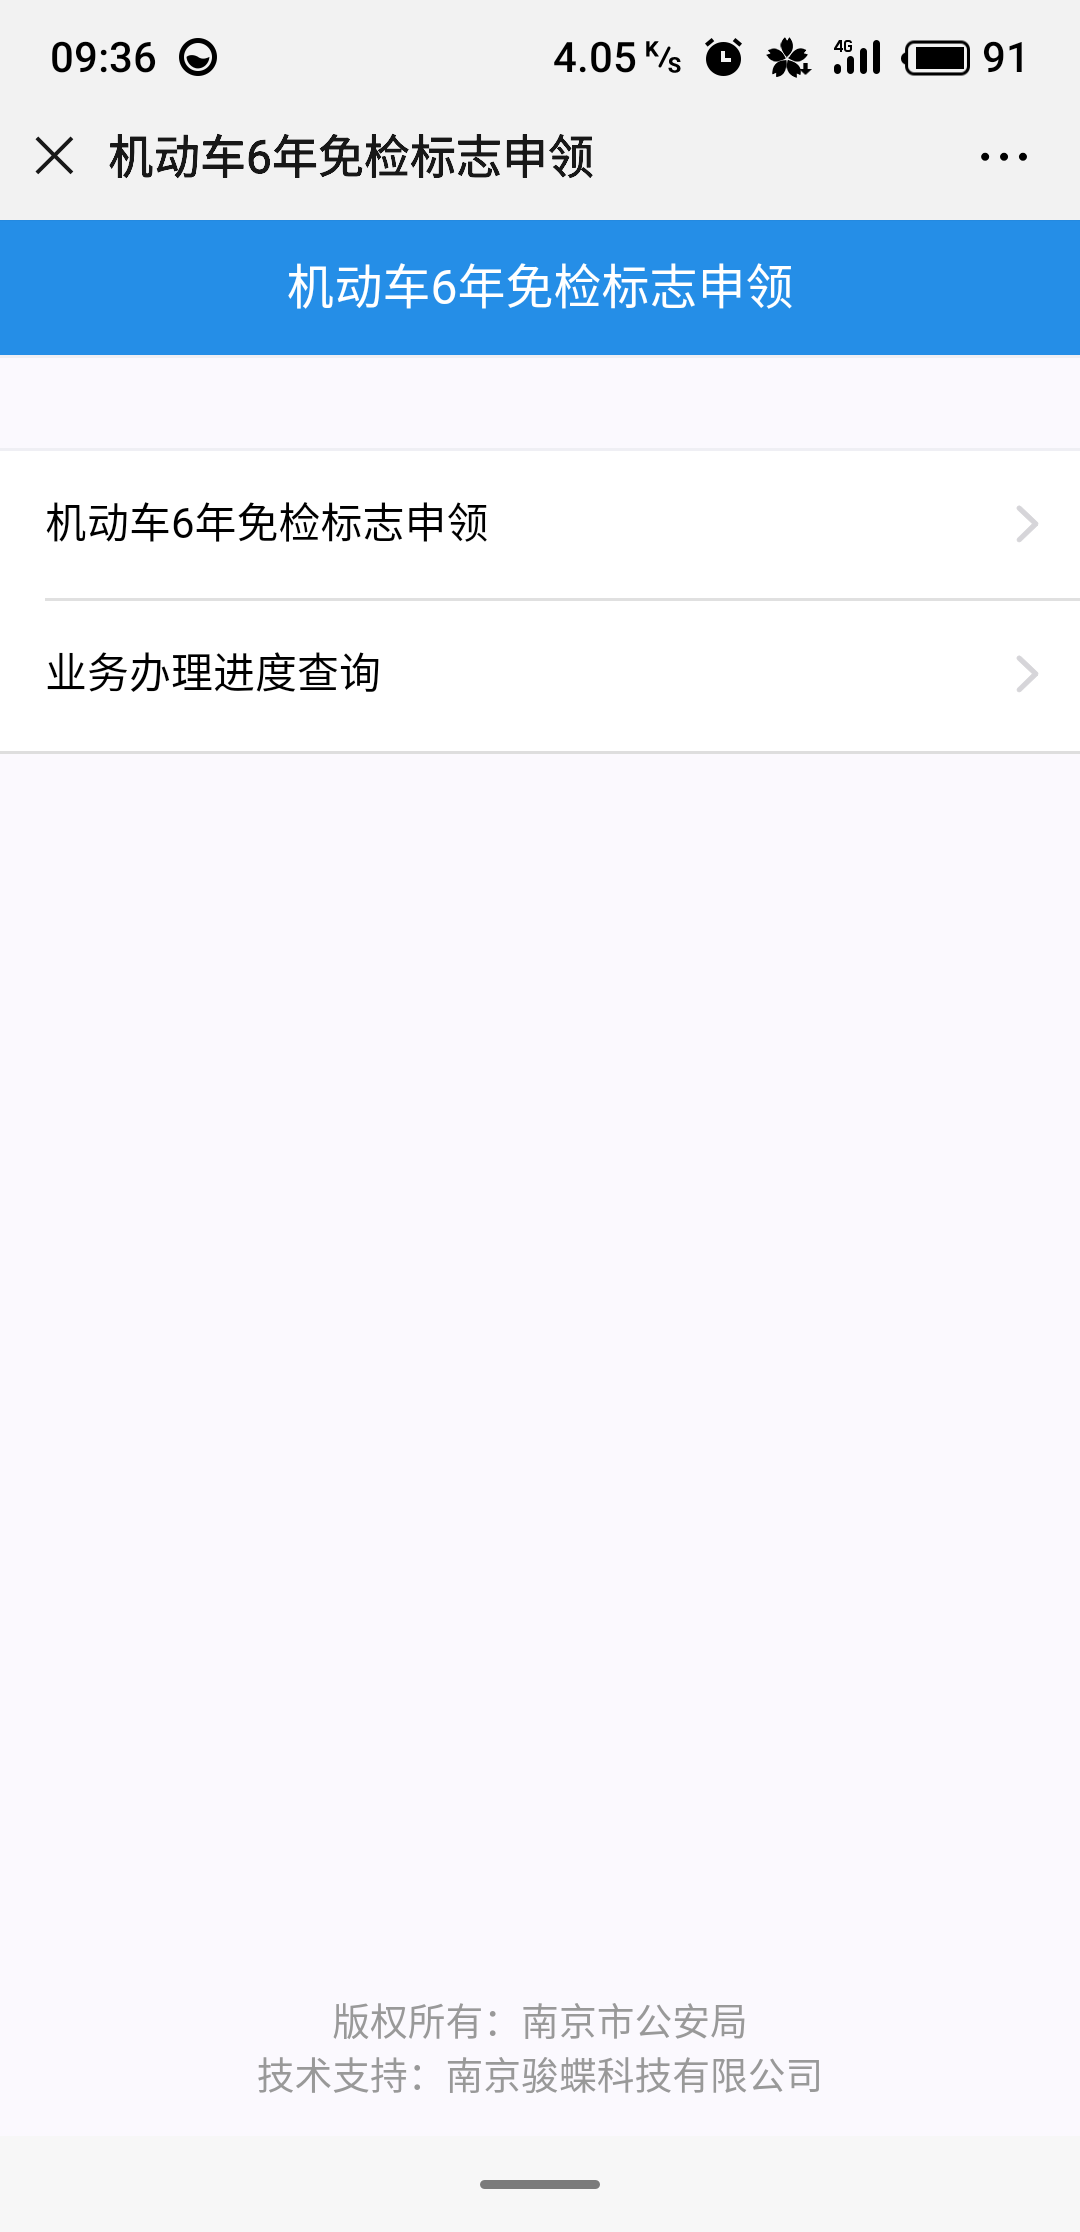 09:36 4.05 K/s 4G 91
机动车6年免检标志申领
机动车6年免检标志申领
机动车6年免检标志申领
业务办理进度查询
版权所有：南京市公安局
技术支持：南京骏蝶科技有限公司